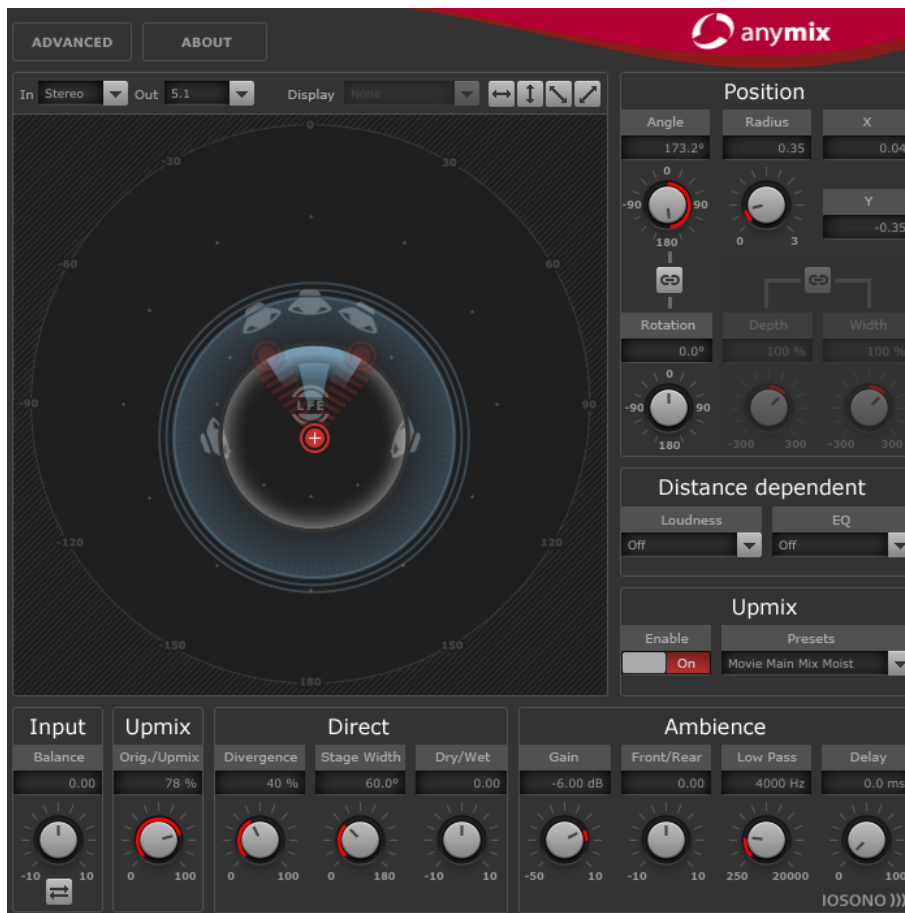 ADVANCED ABOUT anymix
In Stereo Out 5.1 Display None
Position
Angle Radius X
173.2° 0.35 0.04
0
-90 90
180
0 3
Y
-0.35
Rotation Depth Width
0.0° 100 % 100 %
0
-90 90
180
-300 300
-300 300
0
-30 30
-60 60
-90 90
-120 120
-150 150
180
LFE
Distance dependent
Loudness EQ
Off Off
Upmix
Enable Presets
On Movie Main Mix Moist
Input
Balance
0.00
-10 10
Upmix
Orig./Upmix
78 %
0 100
Direct
Divergence Stage Width Dry/Wet
40 % 60.0° 0.00
0 100 0 180 -10 10
Ambience
Gain Front/Rear Low Pass Delay
-6.00 dB 0.00 4000 Hz 0.0 ms
-50 10 -10 10 250 20000 0 100
IOSONO